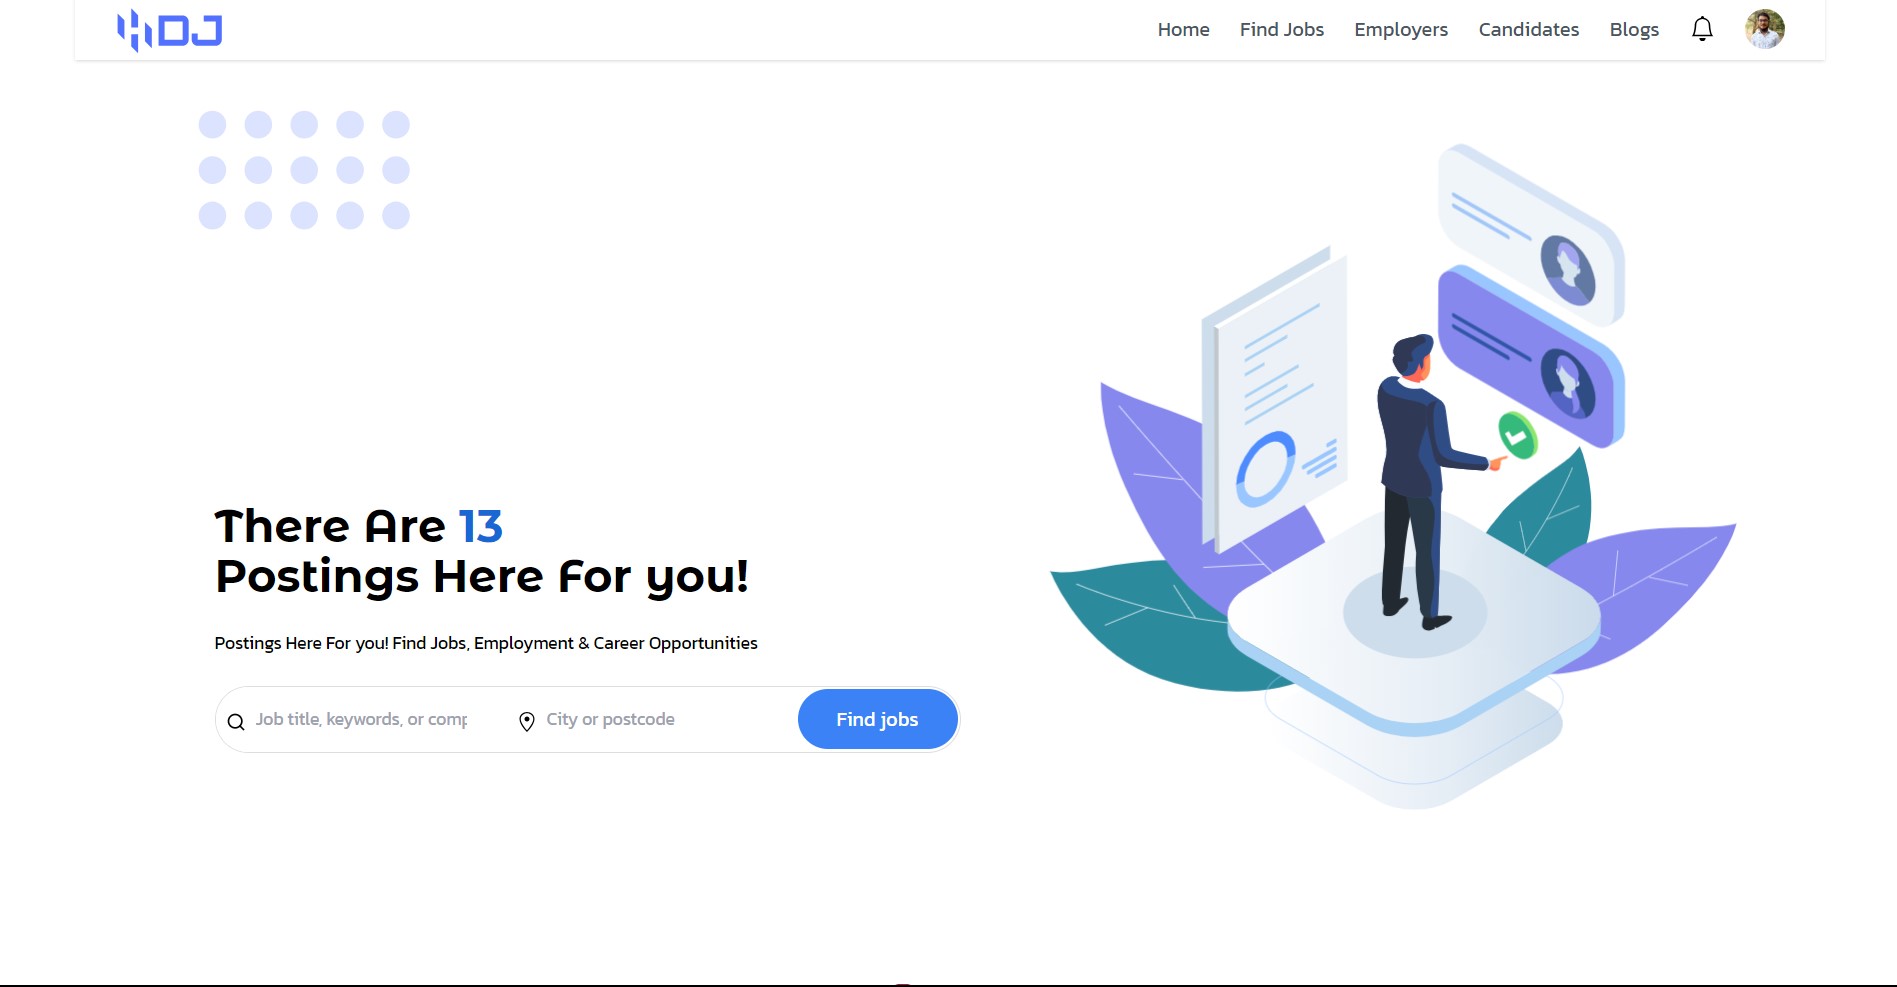 HDJ
Home Find Jobs Employers Candidates Blogs
There Are 13
Postings Here For you!
Postings Here For you! Find Jobs, Employment & Career Opportunities
Job title, keywords, or comp
City or postcode
Find jobs